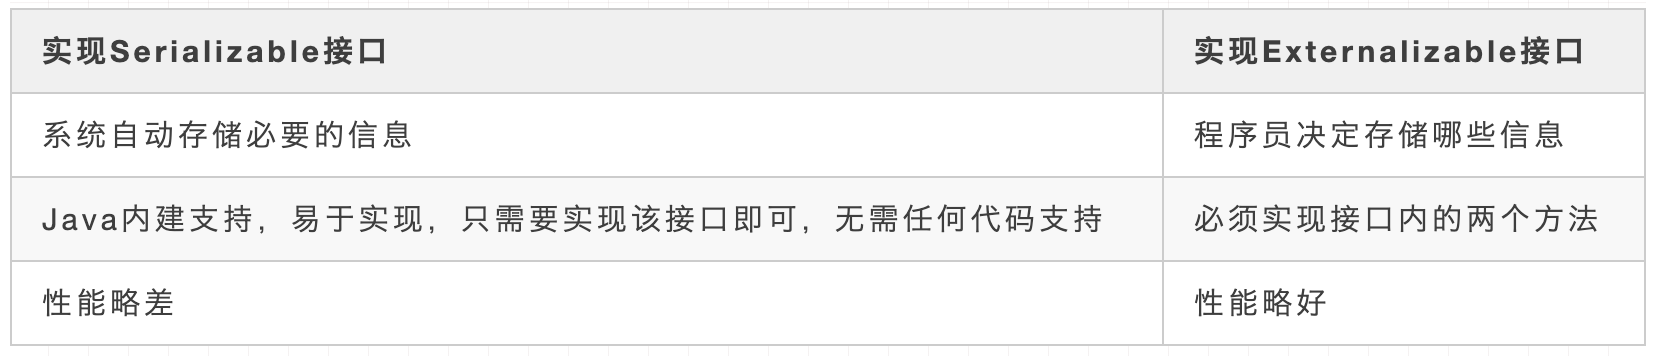 实现Serializable接口 实现Externalizable接口
系统自动存储必要的信息 程序员决定存储哪些信息
Java内建支持，易于实现，只需要实现该接口即可，无需任何代码支持 必须实现接口内的两个方法
性能略差 性能略好